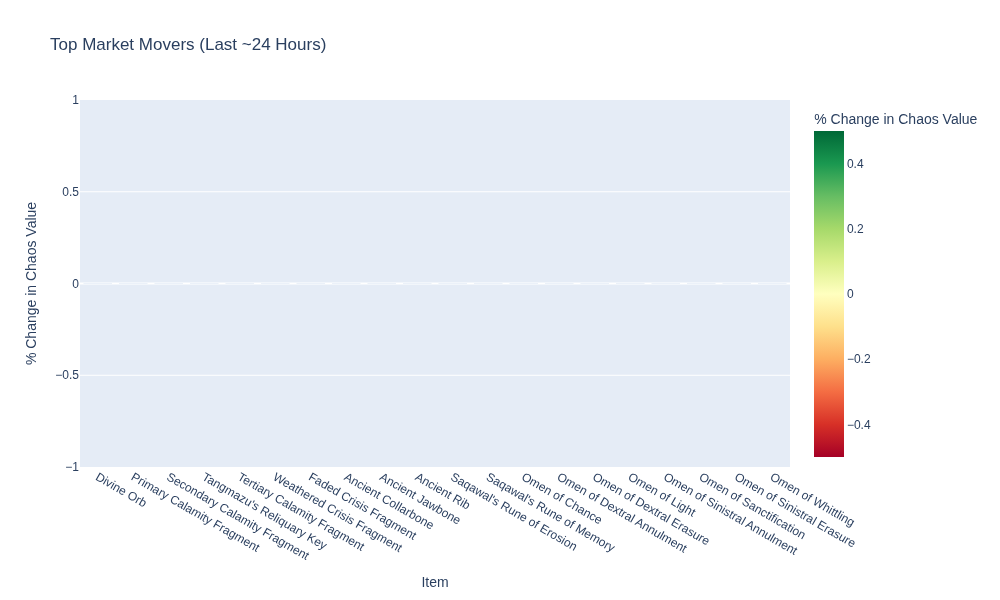 Top Market Movers (Last ~24 Hours)
% Change in Chaos Value
1
0.5
0
−0.5
−1
% Change in Chaos Value
0.4
0.2
0
−0.2
−0.4
Divine Orb
Primary Calamity Fragment
Secondary Calamity Fragment
Tangmazu's Reliquary Key
Tertiary Calamity Fragment
Weathered Crisis Fragment
Faded Crisis Fragment
Ancient Collarbone
Ancient Jawbone
Ancient Rib
Saqawal's Rune of Erosion
Saqawal's Rune of Memory
Omen of Chance
Omen of Dextral Annulment
Omen of Dextral Erasure
Omen of Light
Omen of Sinistral Annulment
Omen of Sanctification
Omen of Sinistral Erasure
Omen of Whittling
Item